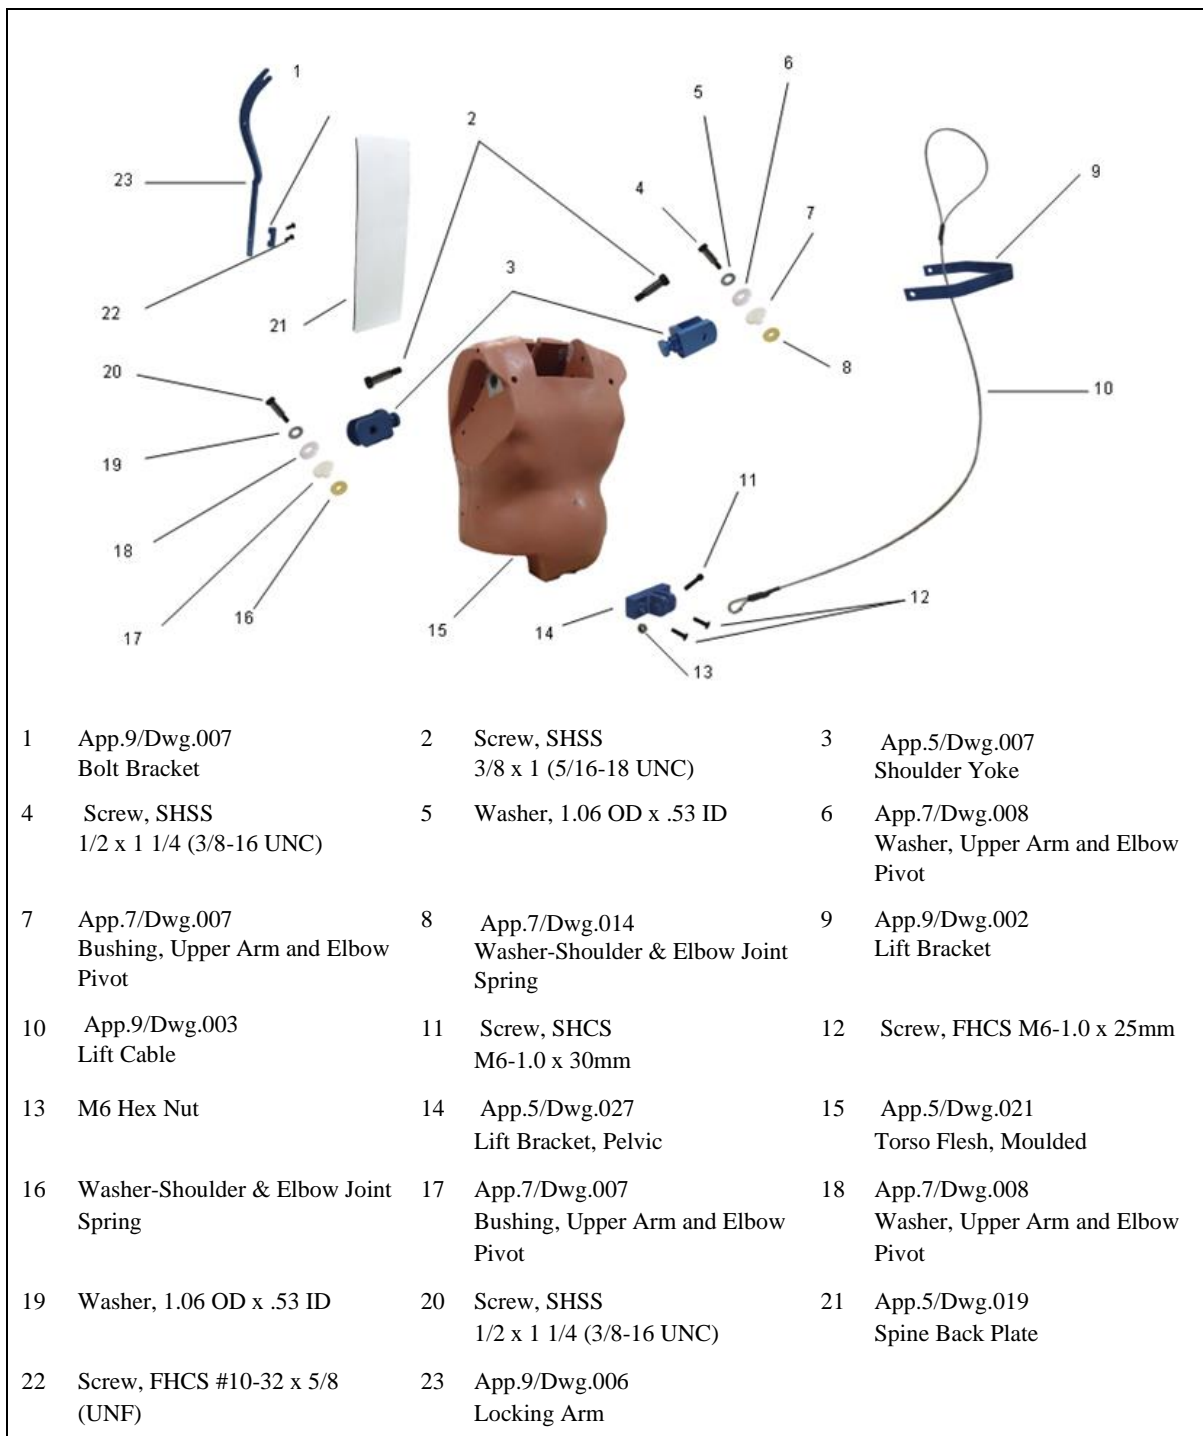 1
6
5
2
4
9
23
7
3
22
21
8
20
10
19
11
18
12
16
17
15
14
13
1 App.9/Dwg.007 2 Screw, SHSS 3 App.5/Dwg.007
Bolt Bracket 3/8 x 1 (5/16-18 UNC) Shoulder Yoke
4 Screw, SHSS 5 Washer, 1.06 OD x .53 ID 6 App.7/Dwg.008
1/2 x 1 1/4 (3/8-16 UNC) Washer, Upper Arm and Elbow
Pivot
7 App.7/Dwg.007 8 App.7/Dwg.014 9 App.9/Dwg.002
Bushing, Upper Arm and Elbow Washer-Shoulder & Elbow Joint Lift Bracket
Pivot Spring
10 App.9/Dwg.003 11 Screw, SHCS 12 Screw, FHCS M6-1.0 x 25mm
Lift Cable M6-1.0 x 30mm
13 M6 Hex Nut 14 App.5/Dwg.027 15 App.5/Dwg.021
Lift Bracket, Pelvic Torso Flesh, Moulded
16 Washer-Shoulder & Elbow Joint 17 App.7/Dwg.007 18 App.7/Dwg.008
Spring Bushing, Upper Arm and Elbow Washer, Upper Arm and Elbow
Pivot Pivot
19 Washer, 1.06 OD x .53 ID 20 Screw, SHSS 21 App.5/Dwg.019
1/2 x 1 1/4 (3/8-16 UNC) Spine Back Plate
22 Screw, FHCS #10-32 x 5/8 23 App.9/Dwg.006
(UNF) Locking Arm